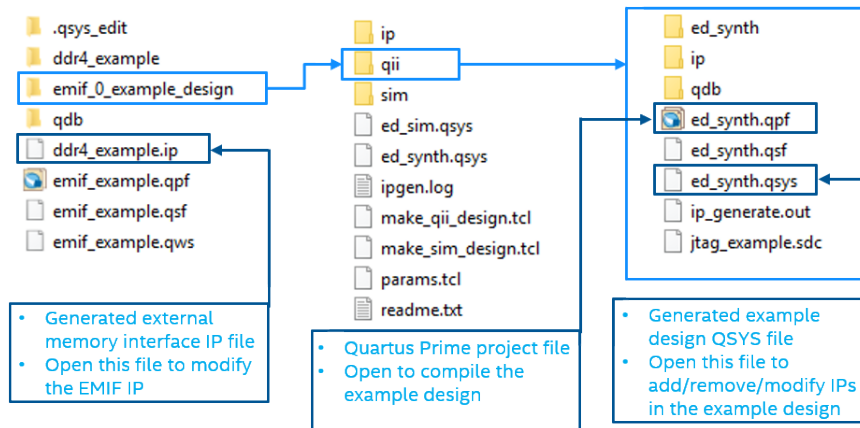 .qsys_edit
ddr4_example
emif_0_example_design
qdb
ddr4_example.ip
emif_example.qpf
emif_example.qsf
emif_example.qws
ip
qii
sim
ed_sim.qsys
ed_synth.qsys
ipgen.log
make_qii_design.tcl
make_sim_design.tcl
params.tcl
readme.txt
ed_synth
ip
qdb
ed_synth.qpf
ed_synth.qsf
ed_synth.qsys
ip_generate.out
jtag_example.sdc
• Generated external
memory interface IP file
• Open this file to modify
the EMIF IP
• Quartus Prime project file
• Open to compile the
example design
• Generated example
design QSYS file
• Open this file to
add/remove/modify IPs
in the example design